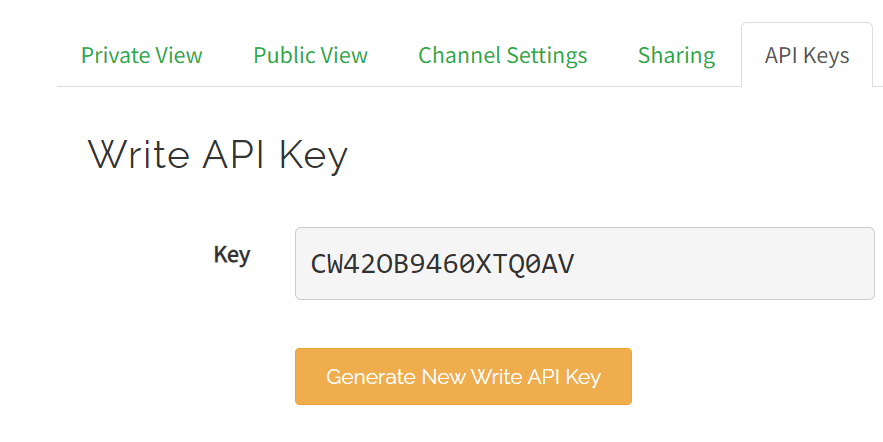 Private View Public View Channel Settings Sharing API Keys
Write API Key
Key CW42OB9460XTQ0AV
Generate New Write API Key